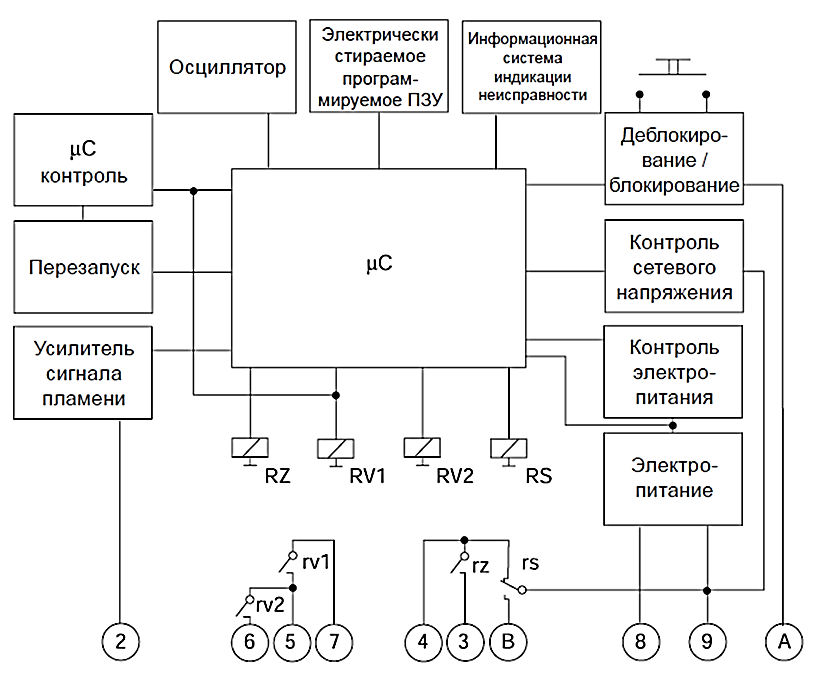 Осциллятор
Электрически
стираемое
програм-
мируемое ПЗУ
Информационная
система
индикации
неисправности
μC
контроль
Деблокиро-
вание /
блокирование
Перезапуск
μC
Контроль
сетевого
напряжения
Усилитель
сигнала
пламени
Контроль
электро-
питания
Электро-
питание
RZ
RV1
RV2
RS
rv1
rv2
rz
rs
2
6
5
7
4
3
B
8
9
A